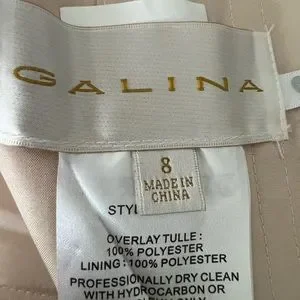 GALINA
8
MADE IN
CHINA
STYL
OVERLAY TULLE :
100% POLYESTER
LINING : 100% POLYESTER
PROFESSIONALLY DRY CLEAN
WITH HYDROCARBON OR